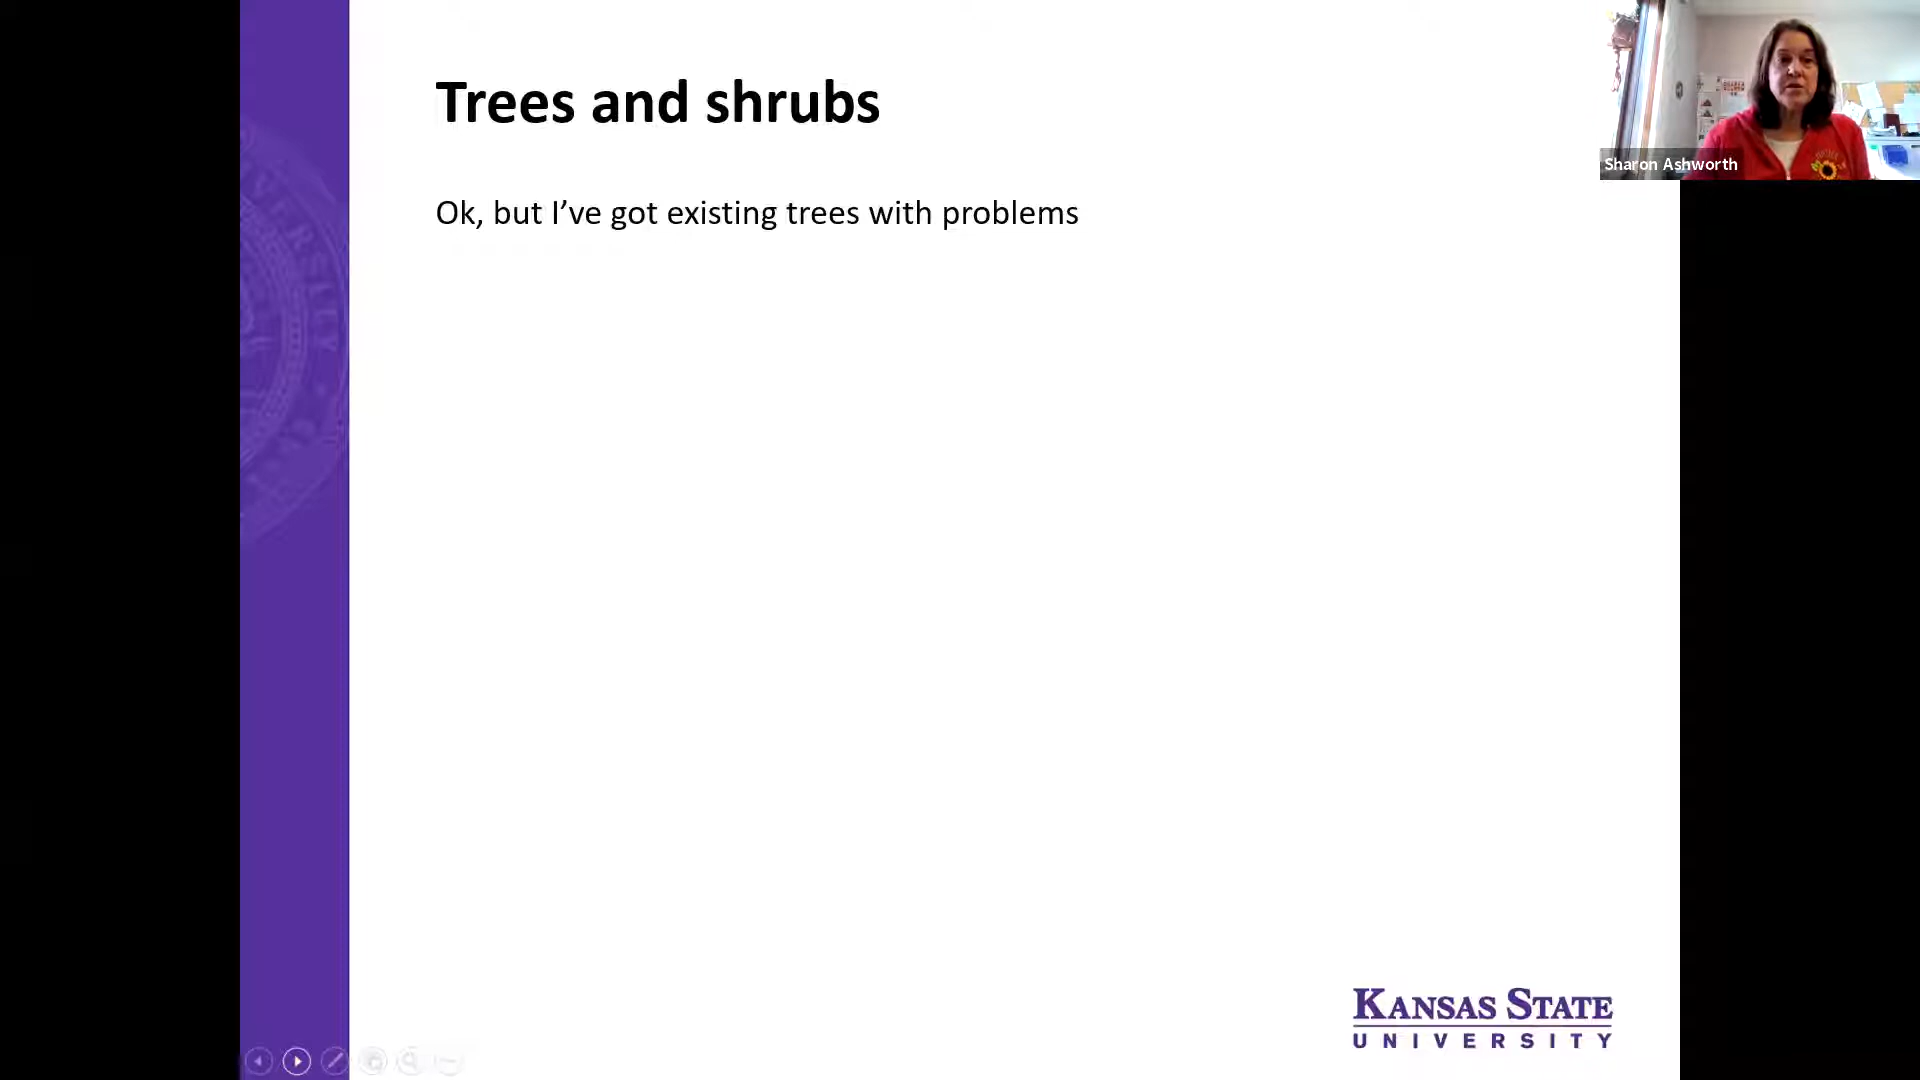 Trees and shrubs
Ok, but I’ve got existing trees with problems
Sharon Ashworth
KANSAS STATE
UNIVERSITY